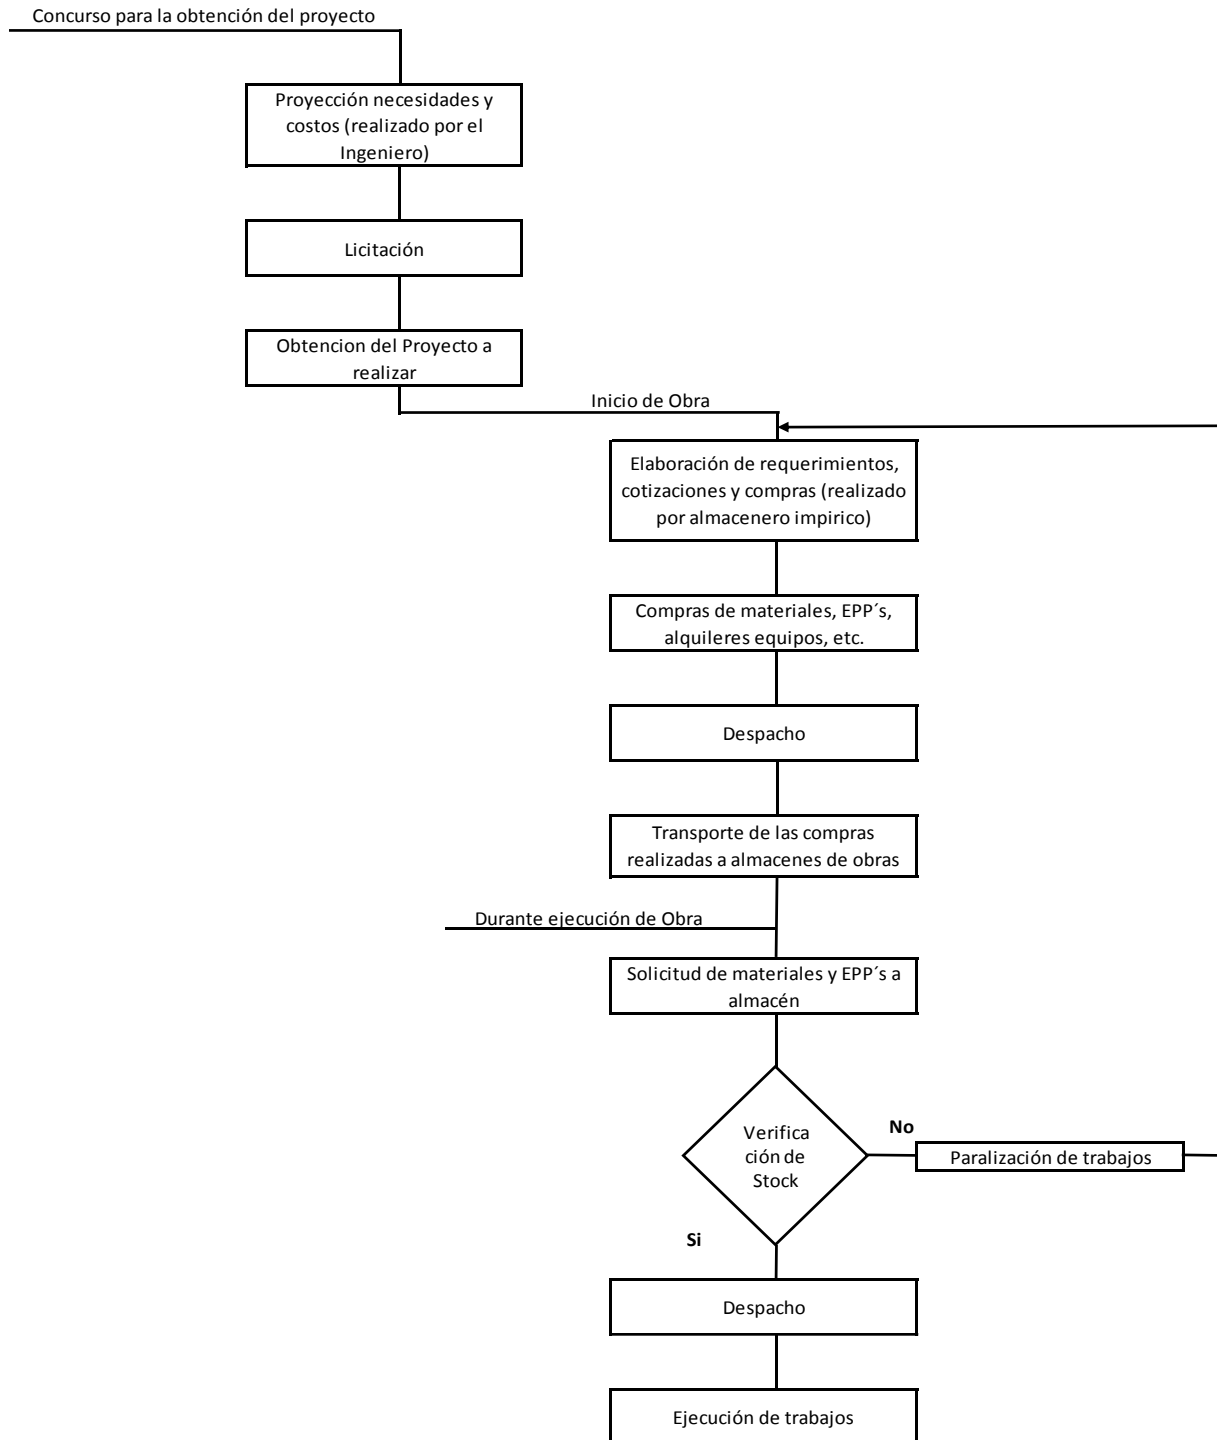 Concurso para la obtención del proyecto
Proyección necesidades y
costos (realizado por el
Ingeniero)
Licitación
Obtencion del Proyecto a
realizar
Inicio de Obra
Elaboración de requerimientos,
cotizaciones y compras (realizado
por almacenero impirico)
Compras de materiales, EPP´s,
alquileres equipos, etc.
Despacho
Transporte de las compras
realizadas a almacenes de obras
Durante ejecución de Obra
Solicitud de materiales y EPP´s a
almacén
Verifica
ción de
Stock
No
Paralización de trabajos
Si
Despacho
Ejecución de trabajos